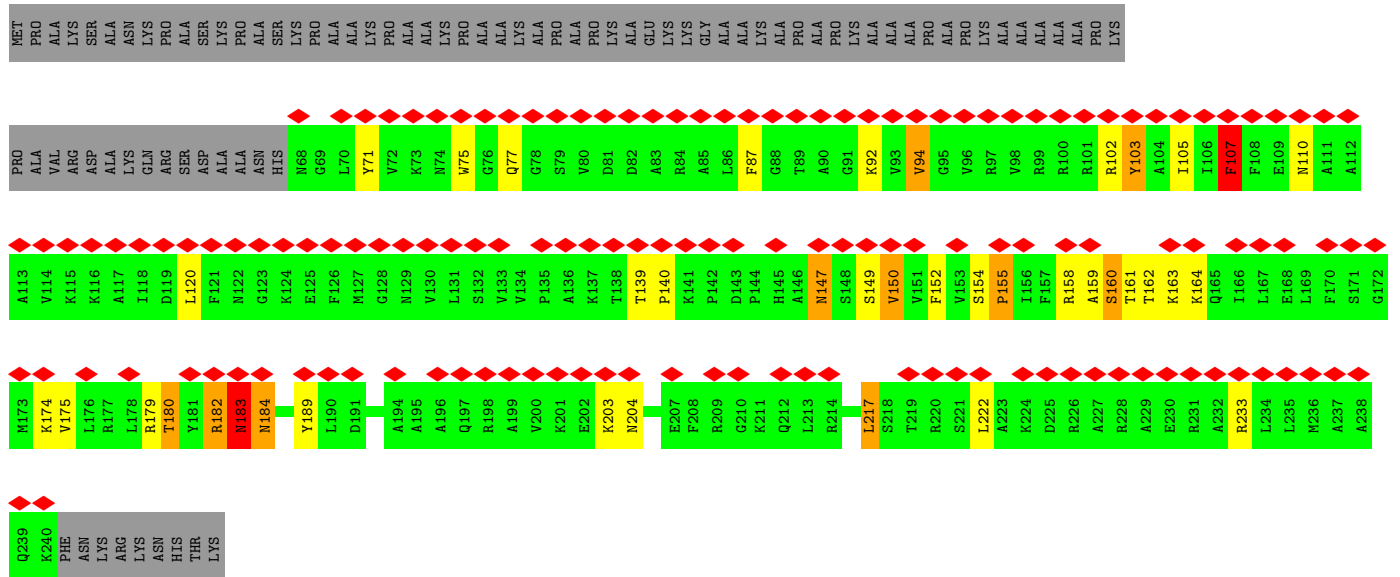 MET PRO ALA LYS SER ALA ASN LYS PRO ALA SER LYS PRO ALA SER LYS PRO ALA ALA LYS PRO ALA ALA LYS PRO ALA ALA LYS ALA PRO ALA PRO LYS ALA GLU LYS LYS GLY ALA ALA LYS ALA PRO ALA PRO LYS ALA ALA ALA PRO ALA PRO LYS ALA ALA ALA ALA ALA PRO LYS
PRO ALA VAL ARG ASP ALA LYS GLN ARG SER ASP ALA ALA ASN HIS N68 G69 L70 Y71 V72 K73 N74 W75 G76 Q77 G78 S79 V80 D81 D82 A83 R84 A85 L86 F87 G88 T89 A90 G91 K92 V93 V94 G95 V96 R97 V98 R99 R100 R101 R102 Y103 A104 I105 I106 F107 F108 E109 N110 A111 A112
A113 V114 K115 K116 A117 I118 D119 L120 F121 N122 G123 K124 E125 F126 M127 G128 N129 V130 L131 S132 V133 V134 P135 A136 K137 T138 T139 P140 K141 P142 D143 P144 H145 A146 N147 S148 S149 V150 V151 F152 V153 S154 P155 I156 F157 R158 A159 S160 T161 T162 K163 K164 Q165 I166 L167 E168 L169 F170 S171 G172
M173 K174 V175 L176 R177 L178 R179 T180 Y181 R182 N183 N184 Y189 L190 D191 A194 A195 A196 Q197 R198 A199 V200 K201 E202 K203 N204 E207 F208 R209 G210 K211 Q212 L213 R214 L217 S218 T219 R220 S221 L222 A223 K224 D225 R226 A227 R228 A229 E230 R231 A232 R233 L234 L235 M236 A237 A238
Q239 K240 PHE ASN LYS ARG LYS ASN HIS THR LYS